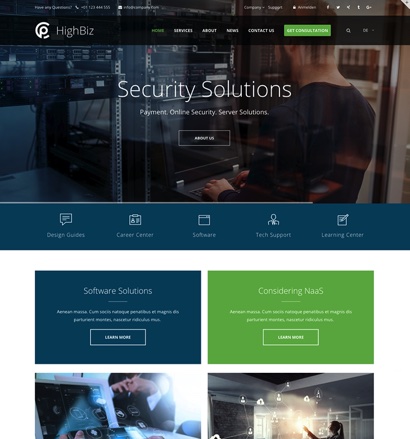 Have any Questions? +01 123 444 555 info@company.com Company Support Anmelden
HighBiz HOME SERVICES ABOUT NEWS CONTACT US GET CONSULTATION DE
Security Solutions
Payment. Online Security. Server Solutions.
ABOUT US
Design Guides Career Center Software Tech Support Learning Center
Software Solutions
Aenean massa. Cum sociis natoque penatibus et magnis dis
parturient montes, nascetur ridiculus mus.
LEARN MORE
Considering NaaS
Aenean massa. Cum sociis natoque penatibus et magnis dis
parturient montes, nascetur ridiculus mus.
LEARN MORE